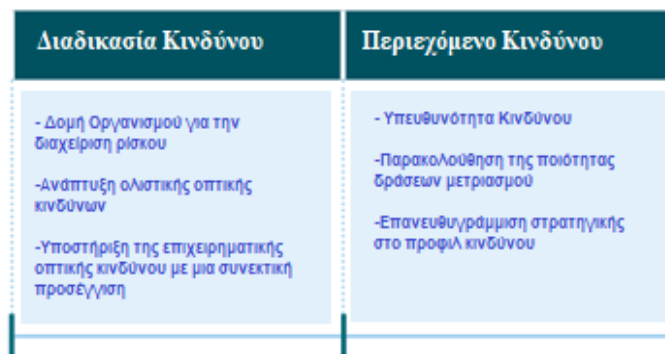 Διαδικασία Κινδύνου
- Δομή Οργανισμού για την
διαχείριση ρίσκου
-Ανάπτυξη ολιστικής οπτικής
κινδύνων
-Υποστήριξη της επιχειρηματικής
οπτικής κινδύνου με μια συνεκτική
προσέγγιση
Περιεχόμενο Κινδύνου
- Υπευθυνότητα Κινδύνου
-Παρακολούθηση της ποιότητας
δράσεων μετριασμού
-Επανευθυγράμμιση στρατηγικής
στο προφιλ κινδύνου